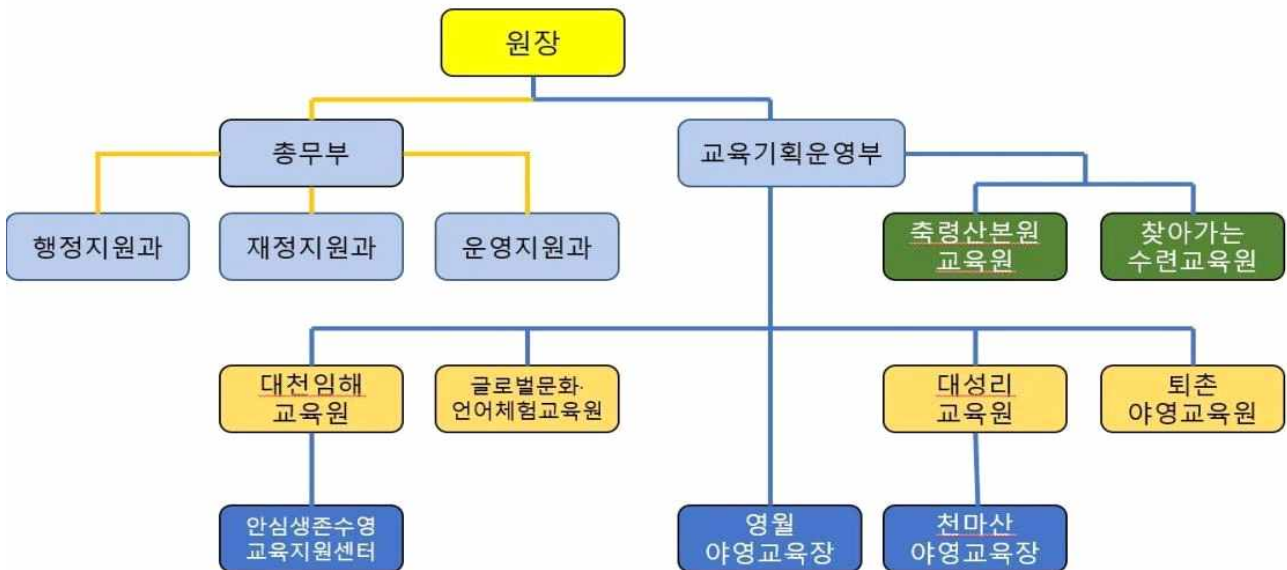 원장
총무부
교육기획운영부
행정지원과
재정지원과
운영지원과
축령산본원
교육원
찾아가는
수련교육원
대천임해
교육원
글로벌문화·
언어체험교육원
대성리
교육원
퇴촌
야영교육원
안심생존수영
교육지원센터
영월
야영교육장
천마산
야영교육장